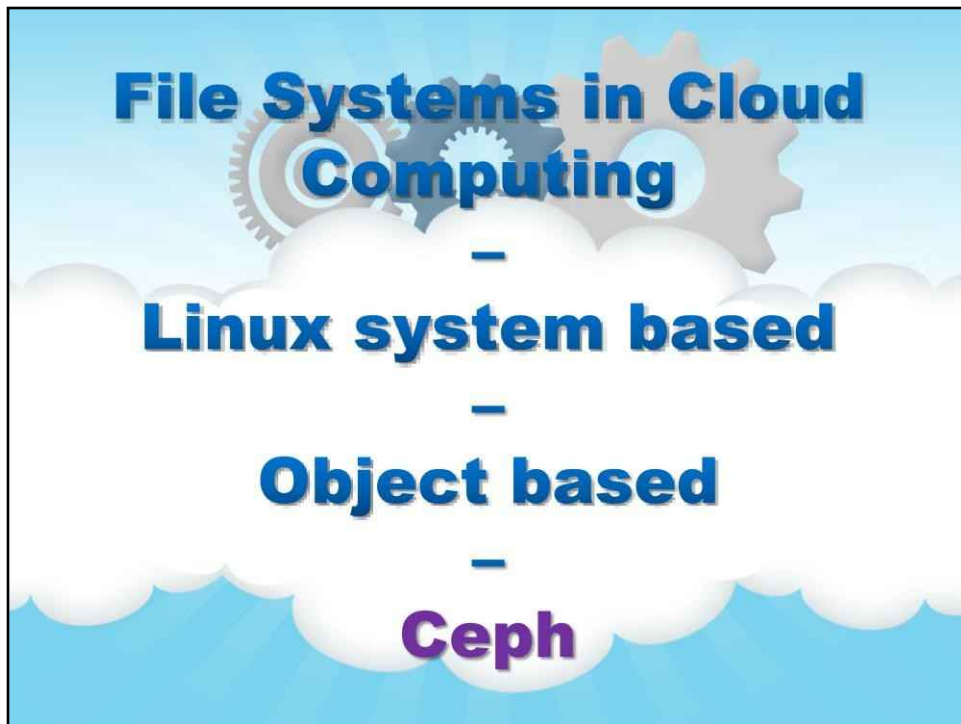 File Systems in Cloud
Computing
–
Linux system based
–
Object based
–
Ceph